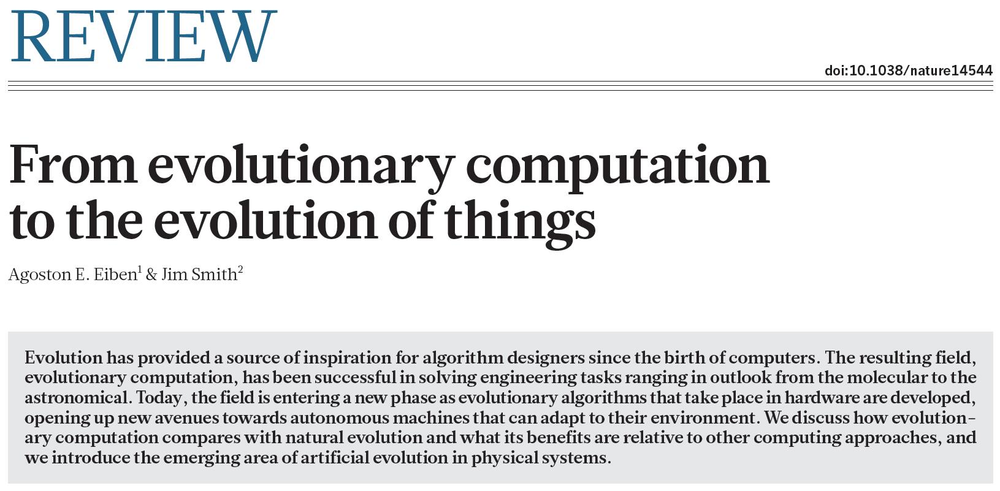 REVIEW
doi:10.1038/nature14544
From evolutionary computation
to the evolution of things
Agoston E. Eiben1 & Jim Smith2
Evolution has provided a source of inspiration for algorithm designers since the birth of computers. The resulting field,
evolutionary computation, has been successful in solving engineering tasks ranging in outlook from the molecular to the
astronomical. Today, the field is entering a new phase as evolutionary algorithms that take place in hardware are developed,
opening up new avenues towards autonomous machines that can adapt to their environment. We discuss how evolution-
ary computation compares with natural evolution and what its benefits are relative to other computing approaches, and
we introduce the emerging area of artificial evolution in physical systems.